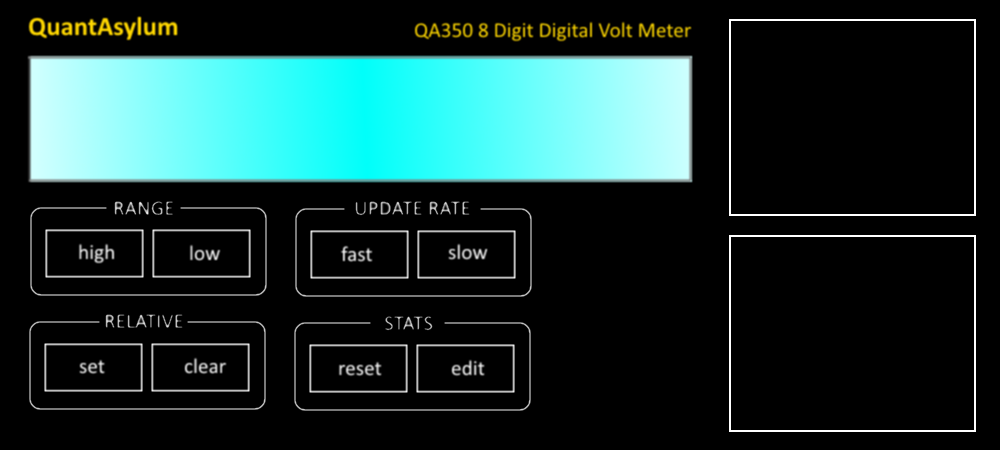 QuantAsylum
QA350 8 Digit Digital Volt Meter
RANGE
high low
UPDATE RATE
fast slow
RELATIVE
set clear
STATS
reset edit